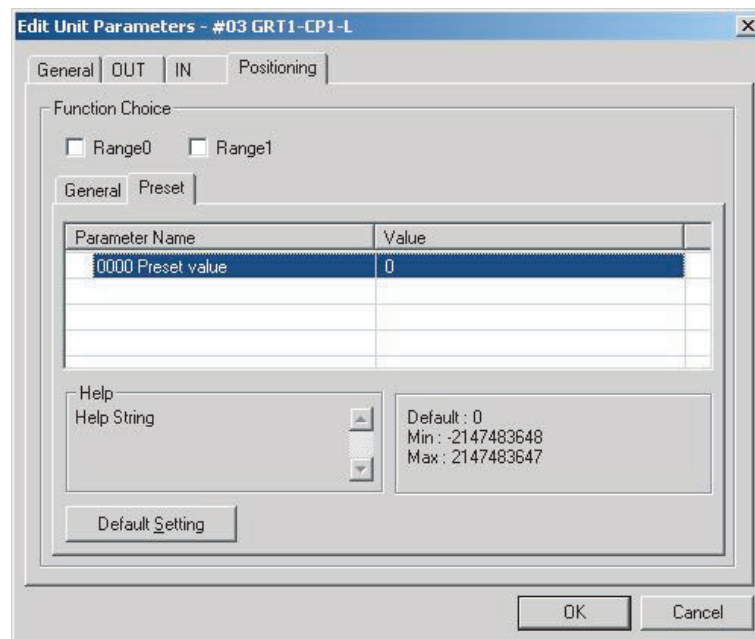 Edit Unit Parameters - #03 GRT1-CP1-L
General OUT IN Positioning
Function Choice
Range0 Range1
General Preset
Parameter Name Value
0000 Preset value 0
Help
Help String
Default : 0
Min : -2147483648
Max : 2147483647
Default Setting
OK Cancel